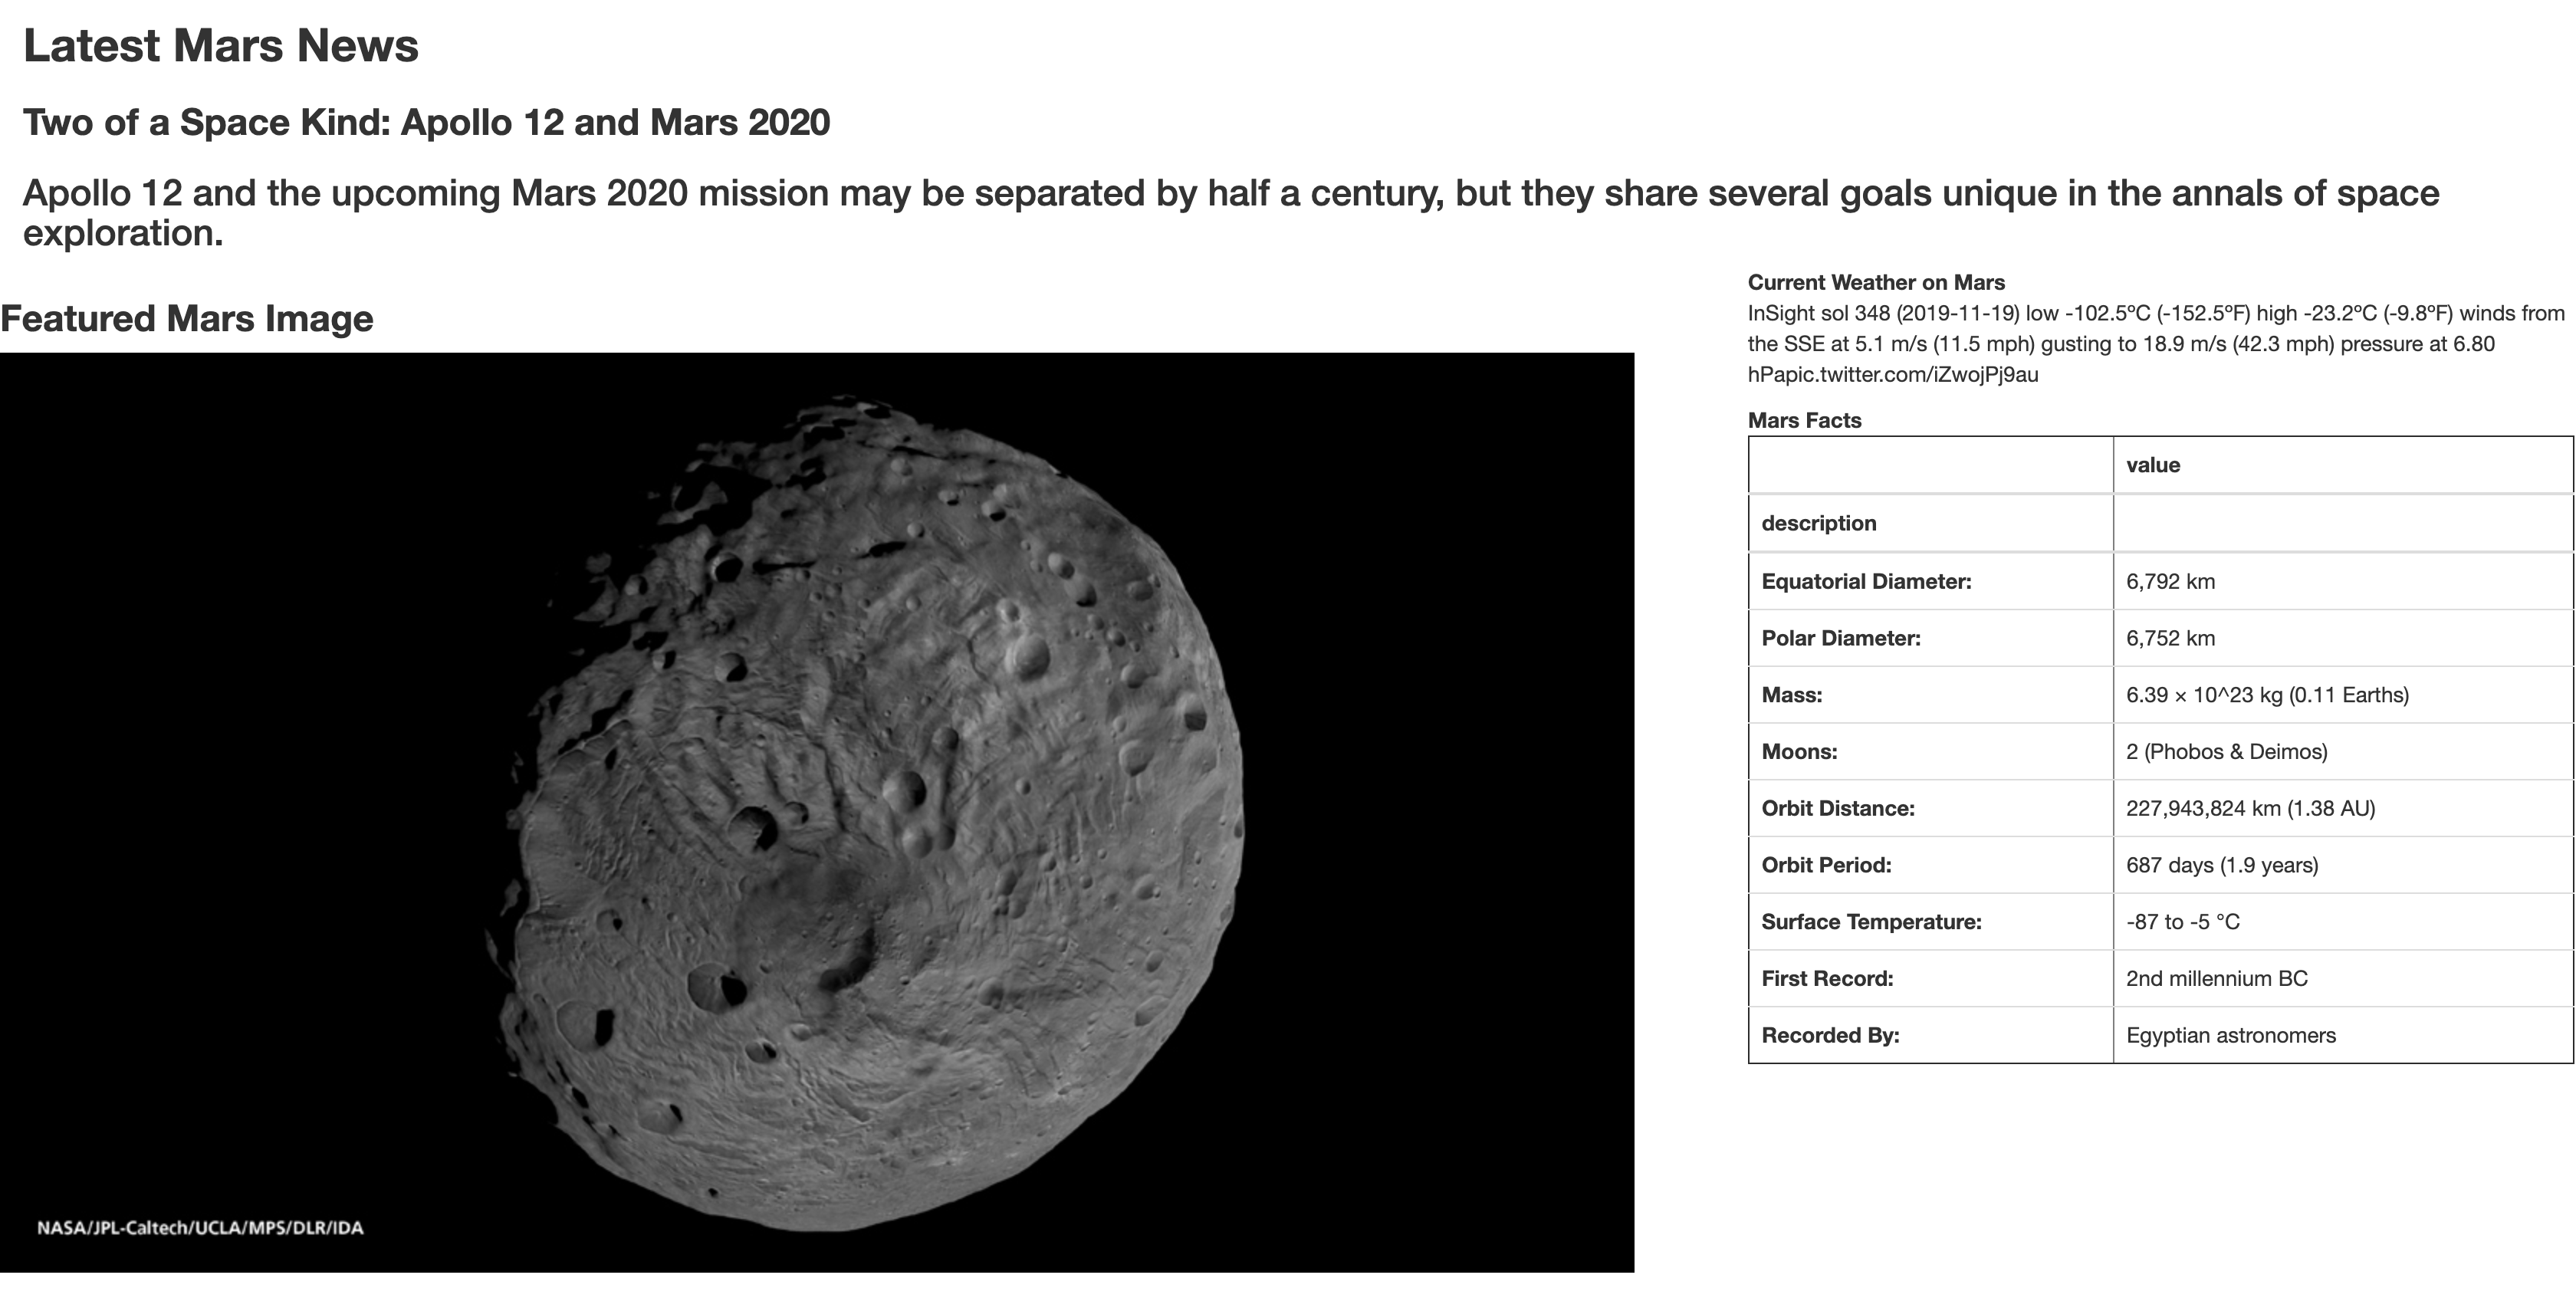 Latest Mars News
Two of a Space Kind: Apollo 12 and Mars 2020
Apollo 12 and the upcoming Mars 2020 mission may be separated by half a century, but they share several goals unique in the annals of space
exploration.
Featured Mars Image
NASA/JPL-Caltech/UCLA/MPS/DLR/IDA
Current Weather on Mars
InSight sol 348 (2019-11-19) low -102.5ºC (-152.5ºF) high -23.2ºC (-9.8ºF) winds from
the SSE at 5.1 m/s (11.5 mph) gusting to 18.9 m/s (42.3 mph) pressure at 6.80
hPapic.twitter.com/iZwojPj9au
Mars Facts
value
description
Equatorial Diameter: 6,792 km
Polar Diameter: 6,752 km
Mass: 6.39 × 10^23 kg (0.11 Earths)
Moons: 2 (Phobos & Deimos)
Orbit Distance: 227,943,824 km (1.38 AU)
Orbit Period: 687 days (1.9 years)
Surface Temperature: -87 to -5 °C
First Record: 2nd millennium BC
Recorded By: Egyptian astronomers